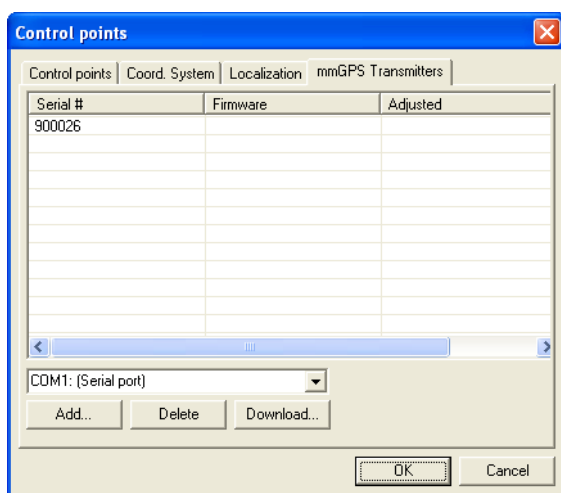 Control points
Control points Coord. System Localization mmGPS Transmitters
Serial # Firmware Adjusted
900026
COM1: (Serial port)
Add... Delete Download...
OK Cancel